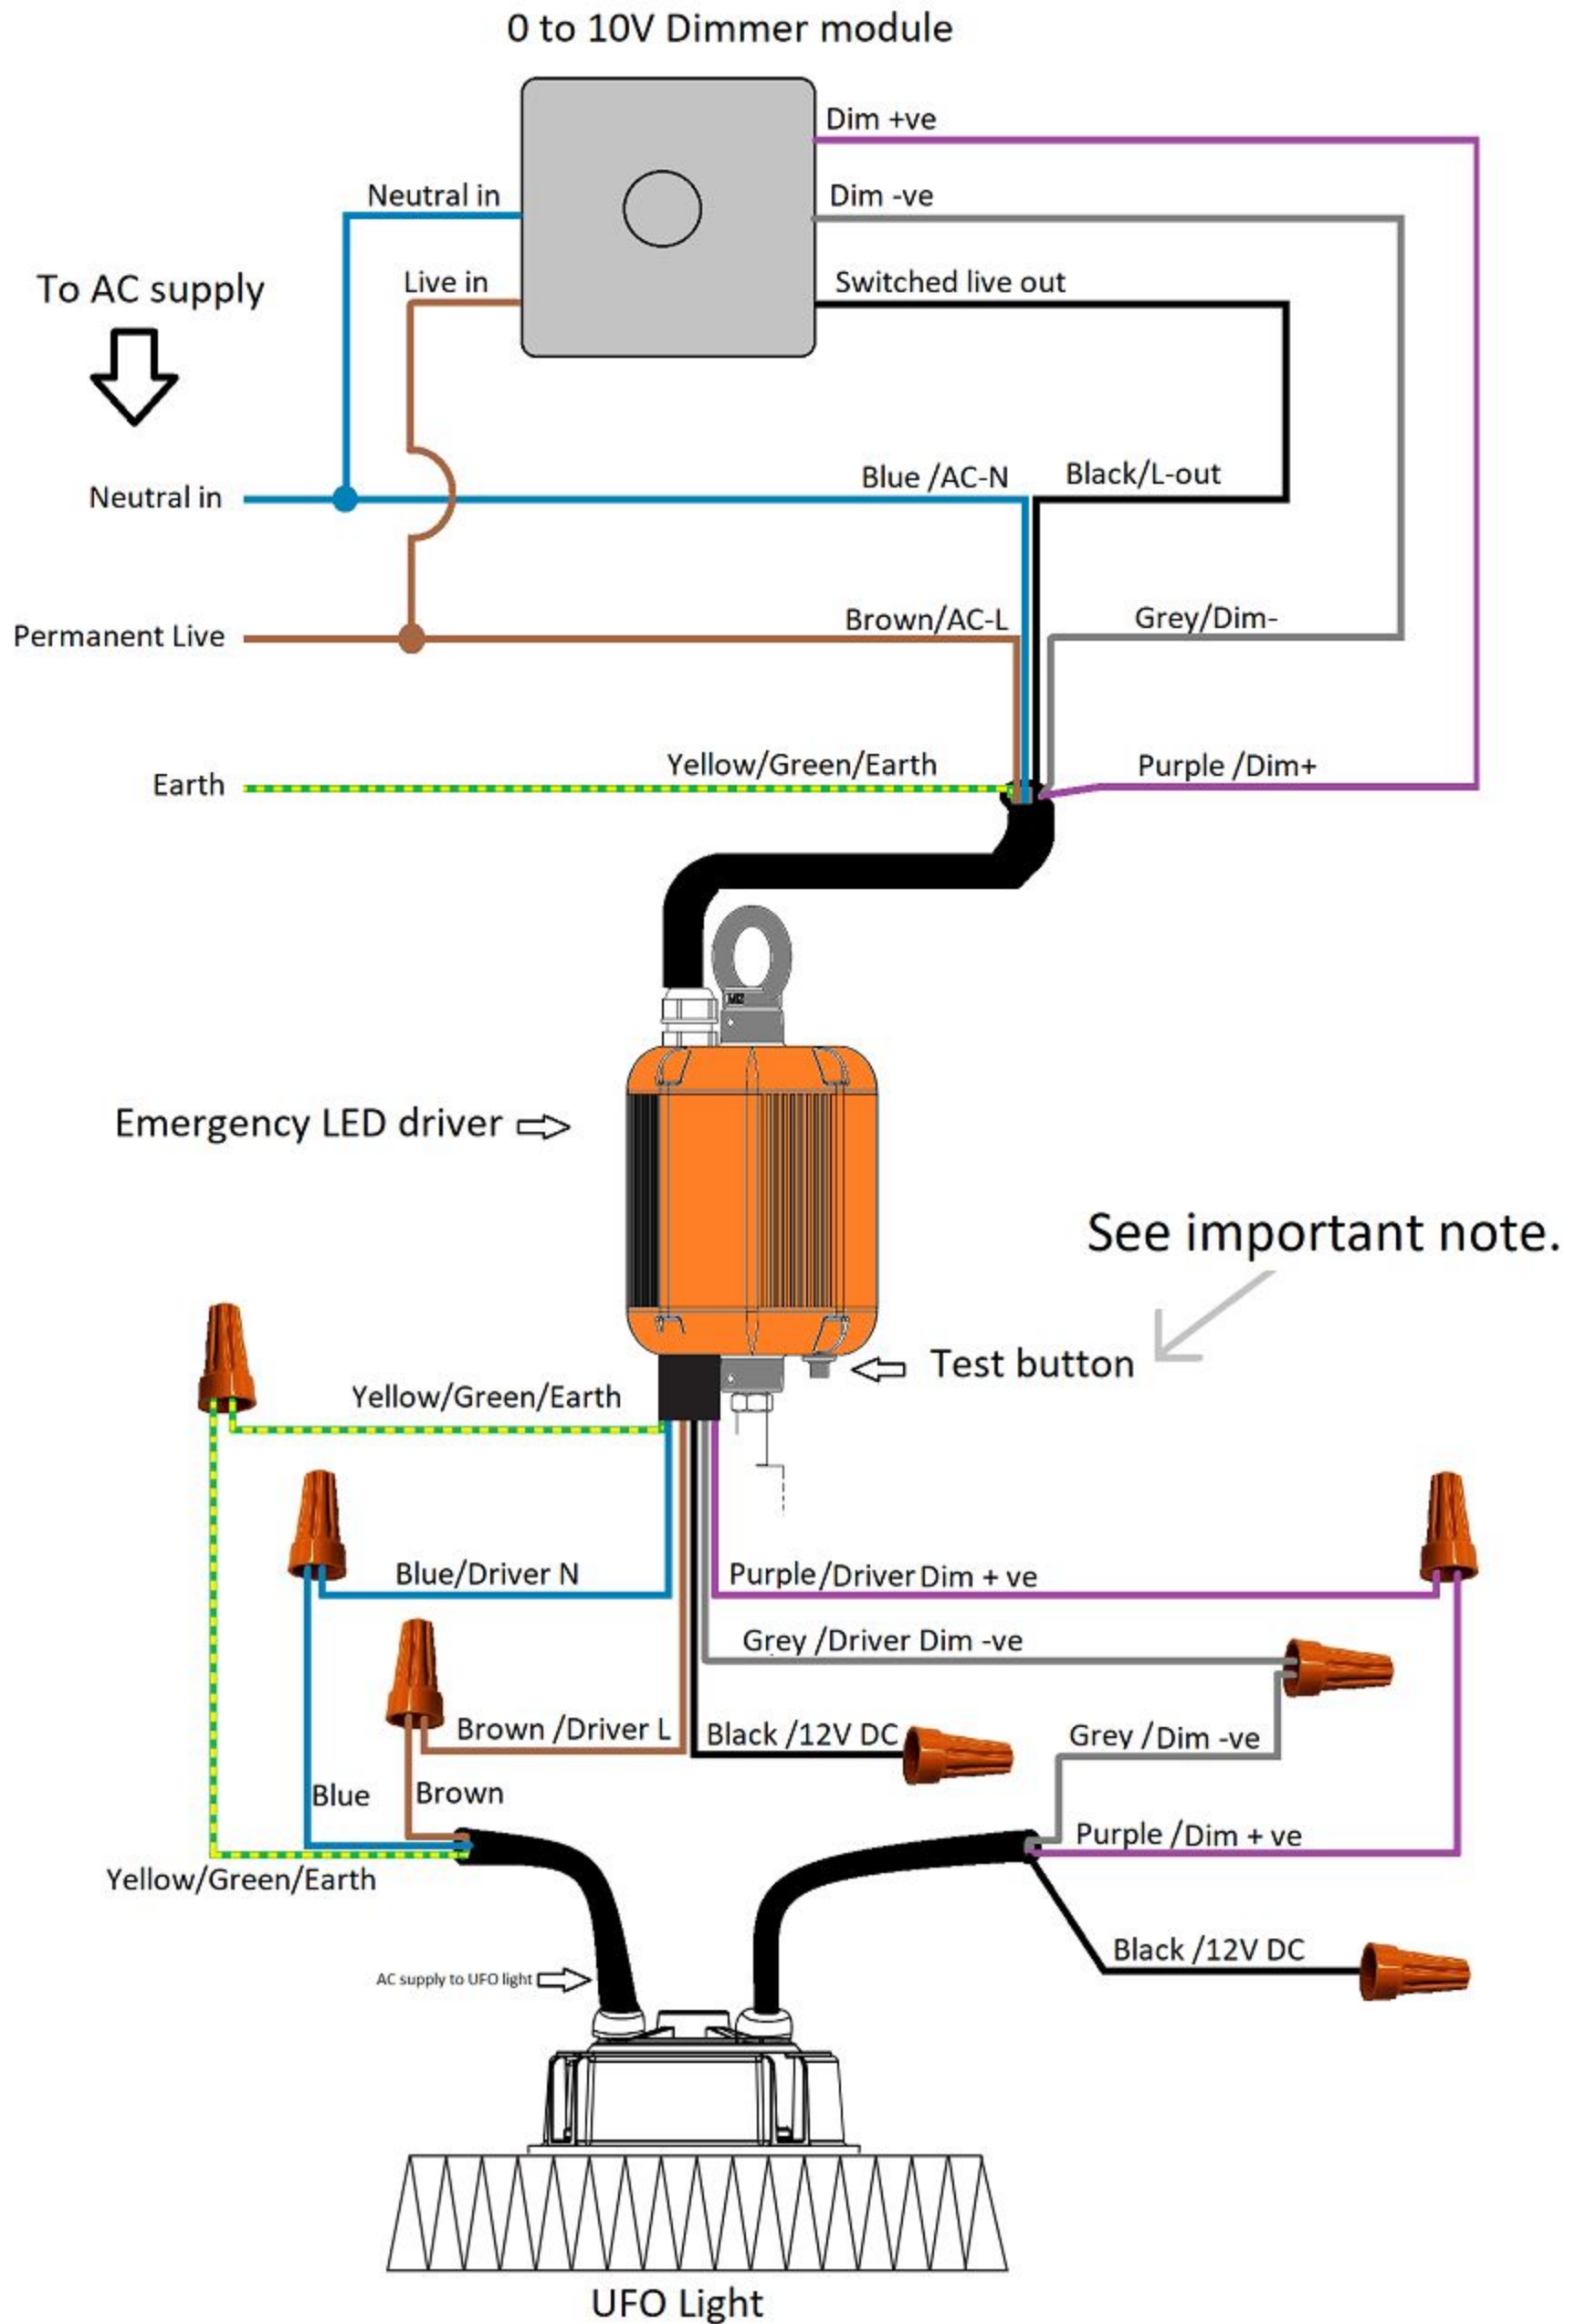 0 to 10V Dimmer module
Dim +ve
Neutral in
Dim -ve
Live in
Switched live out
To AC supply
Neutral in
Blue /AC-N
Black/L-out
Permanent Live
Brown/AC-L
Grey/Dim-
Earth
Yellow/Green/Earth
Purple /Dim+
Emergency LED driver
See important note.
Test button
Yellow/Green/Earth
Blue/Driver N
Purple/Driver Dim + ve
Grey /Driver Dim -ve
Brown /Driver L
Black /12V DC
Grey /Dim -ve
Blue
Brown
Purple /Dim + ve
Yellow/Green/Earth
Black /12V DC
AC supply to UFO light
UFO Light